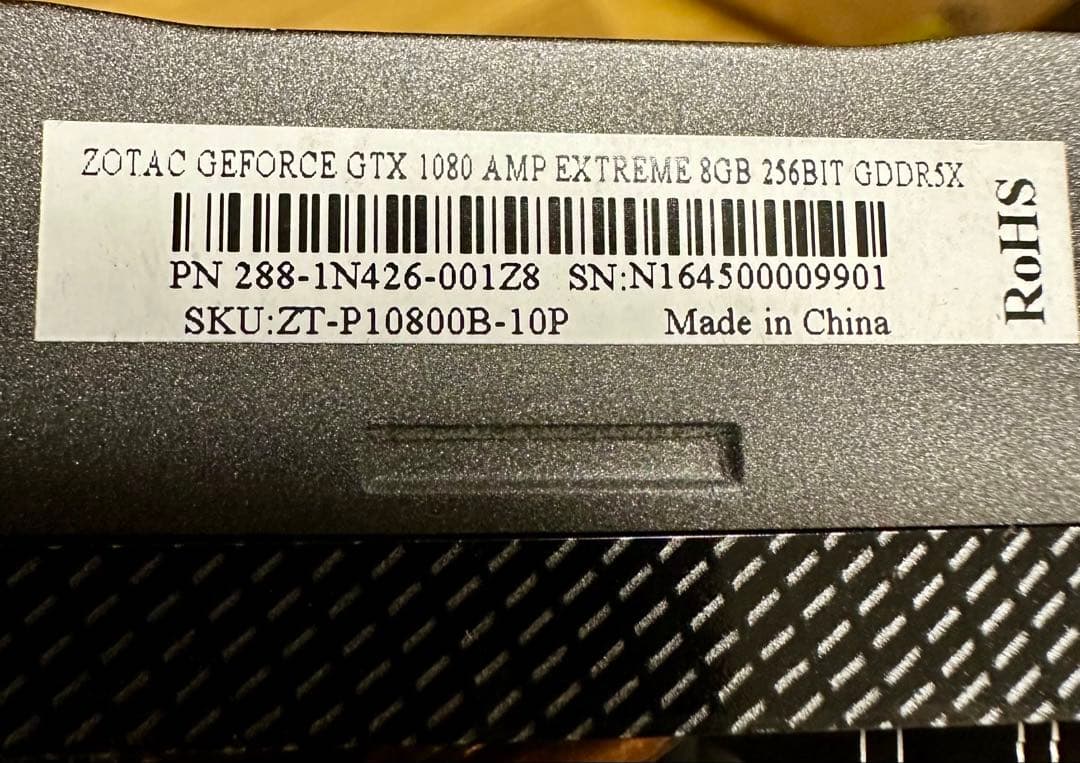 ZOTAC GEFORCE GTX 1080 AMP EXTREME 8GB 256BIT GDDR5X
PN 288-1N426-001Z8 SN:N164500009901
SKU:ZT-P10800B-10P Made in China
RoHS